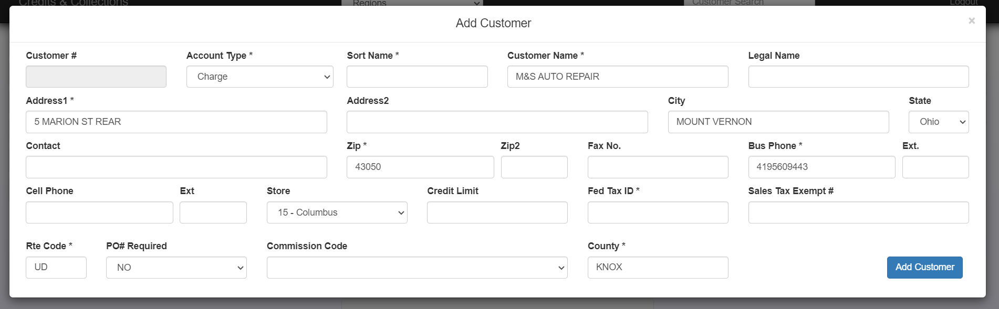 Credits & Collections Regions Customer Search Logout
Add Customer ×
Customer # Account Type * Sort Name * Customer Name * Legal Name
Charge M&S AUTO REPAIR
Address1 * Address2 City State
5 MARION ST REAR MOUNT VERNON Ohio
Contact Zip * Zip2 Fax No. Bus Phone * Ext.
43050 4195609443
Cell Phone Ext Store Credit Limit Fed Tax ID * Sales Tax Exempt #
15 - Columbus
Rte Code * PO# Required Commission Code County *
UD NO KNOX Add Customer